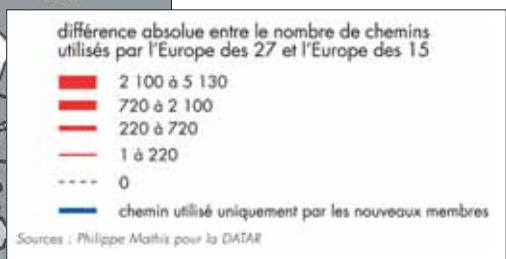 différence absolue entre le nombre de chemins
utilisés par l'Europe des 27 et l'Europe des 15
2 100 à 5 130
720 à 2 100
220 à 720
1 à 220
0
chemin utilisé uniquement par les nouveaux membres
Sources : Philippe Mathis pour la DATAR